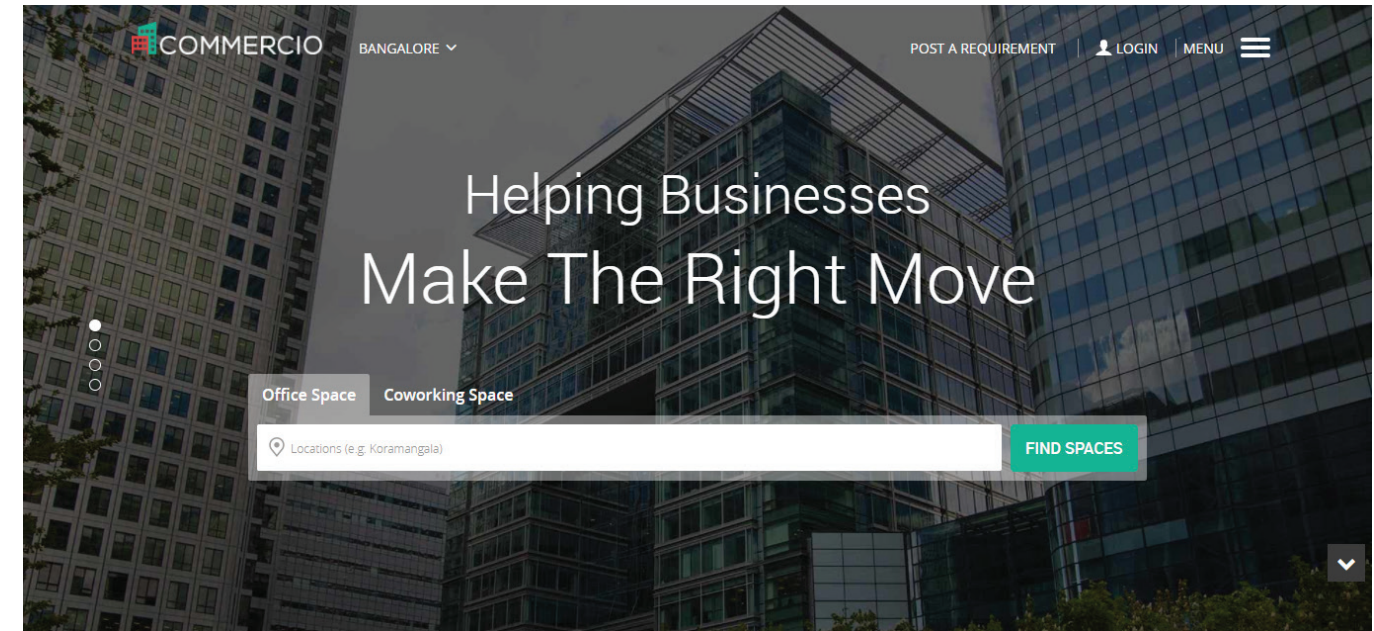 COMMERCIO
BANGALORE
POST A REQUIREMENT
LOGIN
MENU
Helping Businesses
Make The Right Move
Office Space
Coworking Space
Locations (e.g. Koramangala)
FIND SPACES